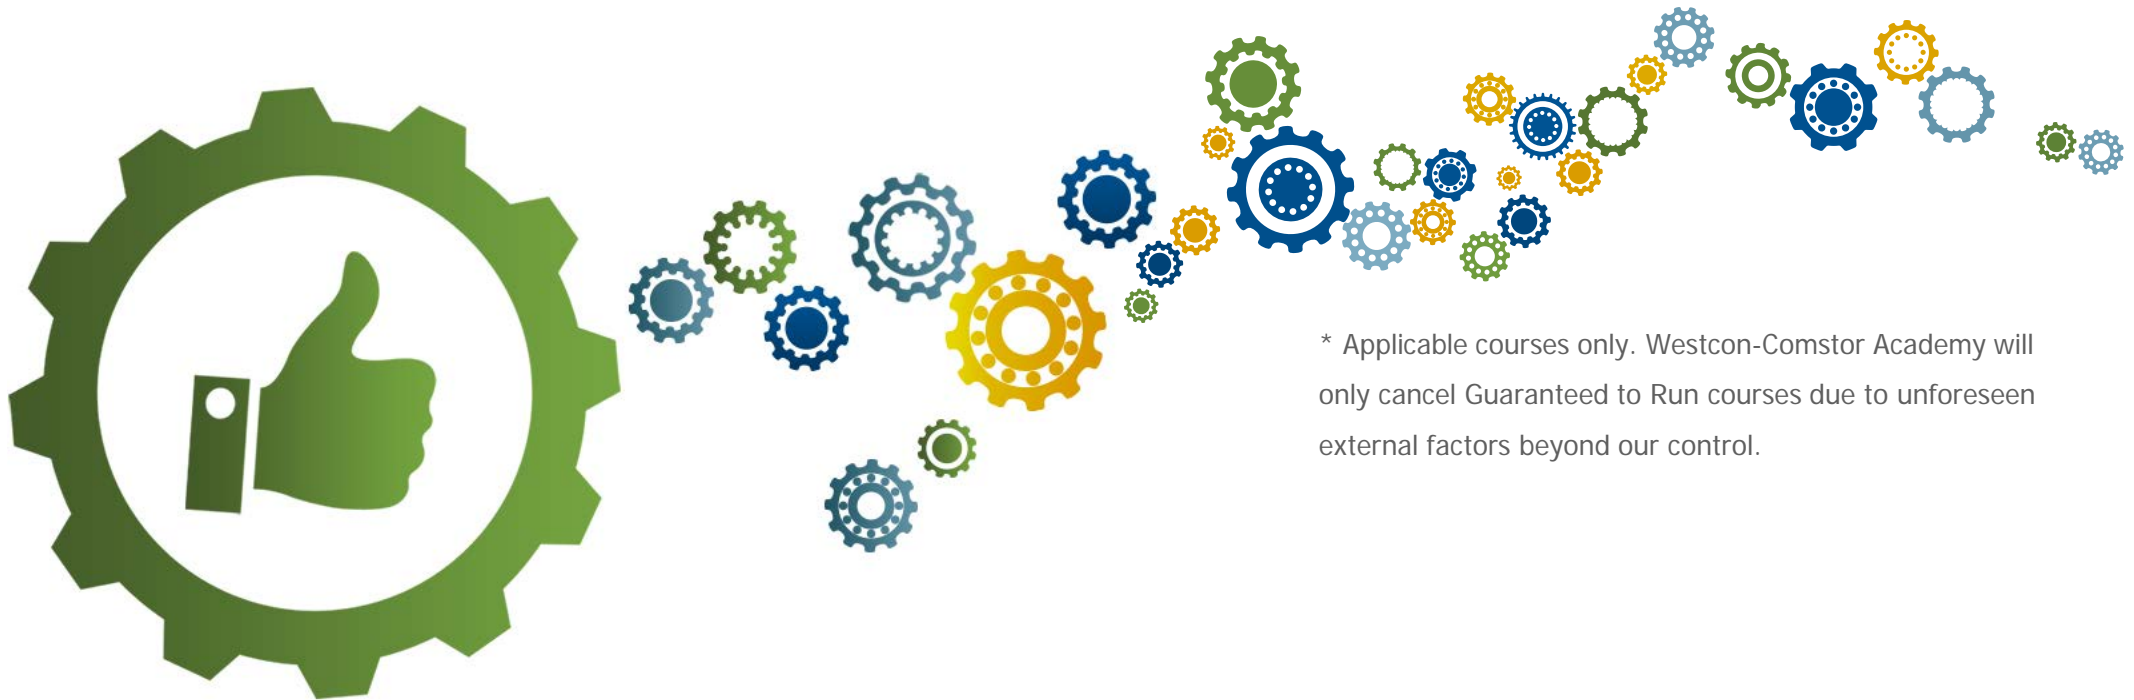 * Applicable courses only. Westcon-Comstor Academy will
only cancel Guaranteed to Run courses due to unforeseen
external factors beyond our control.